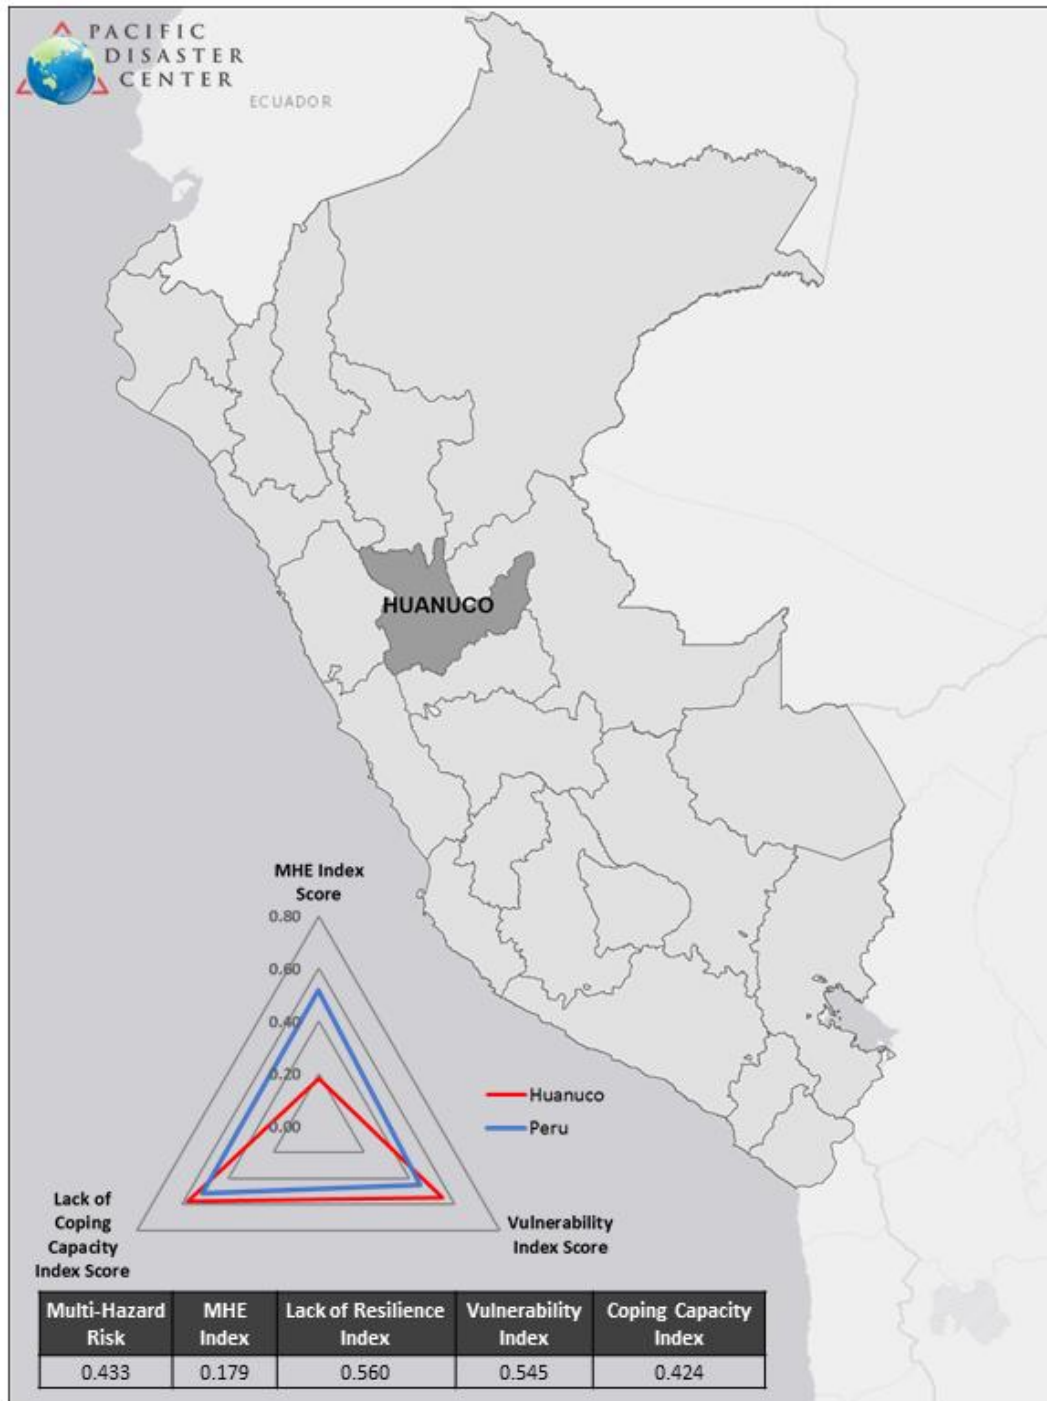 PACIFIC
DISASTER
CENTER
ECUADOR
HUANUCO
MHE Index
Score
0.80
0.60
0.40
0.20
0.00
Huanuco
Peru
Lack of
Coping
Capacity
Index Score
Vulnerability
Index Score
Multi-Hazard Risk MHE Index Lack of Resilience Index Vulnerability Index Coping Capacity Index
0.433 0.179 0.560 0.545 0.424